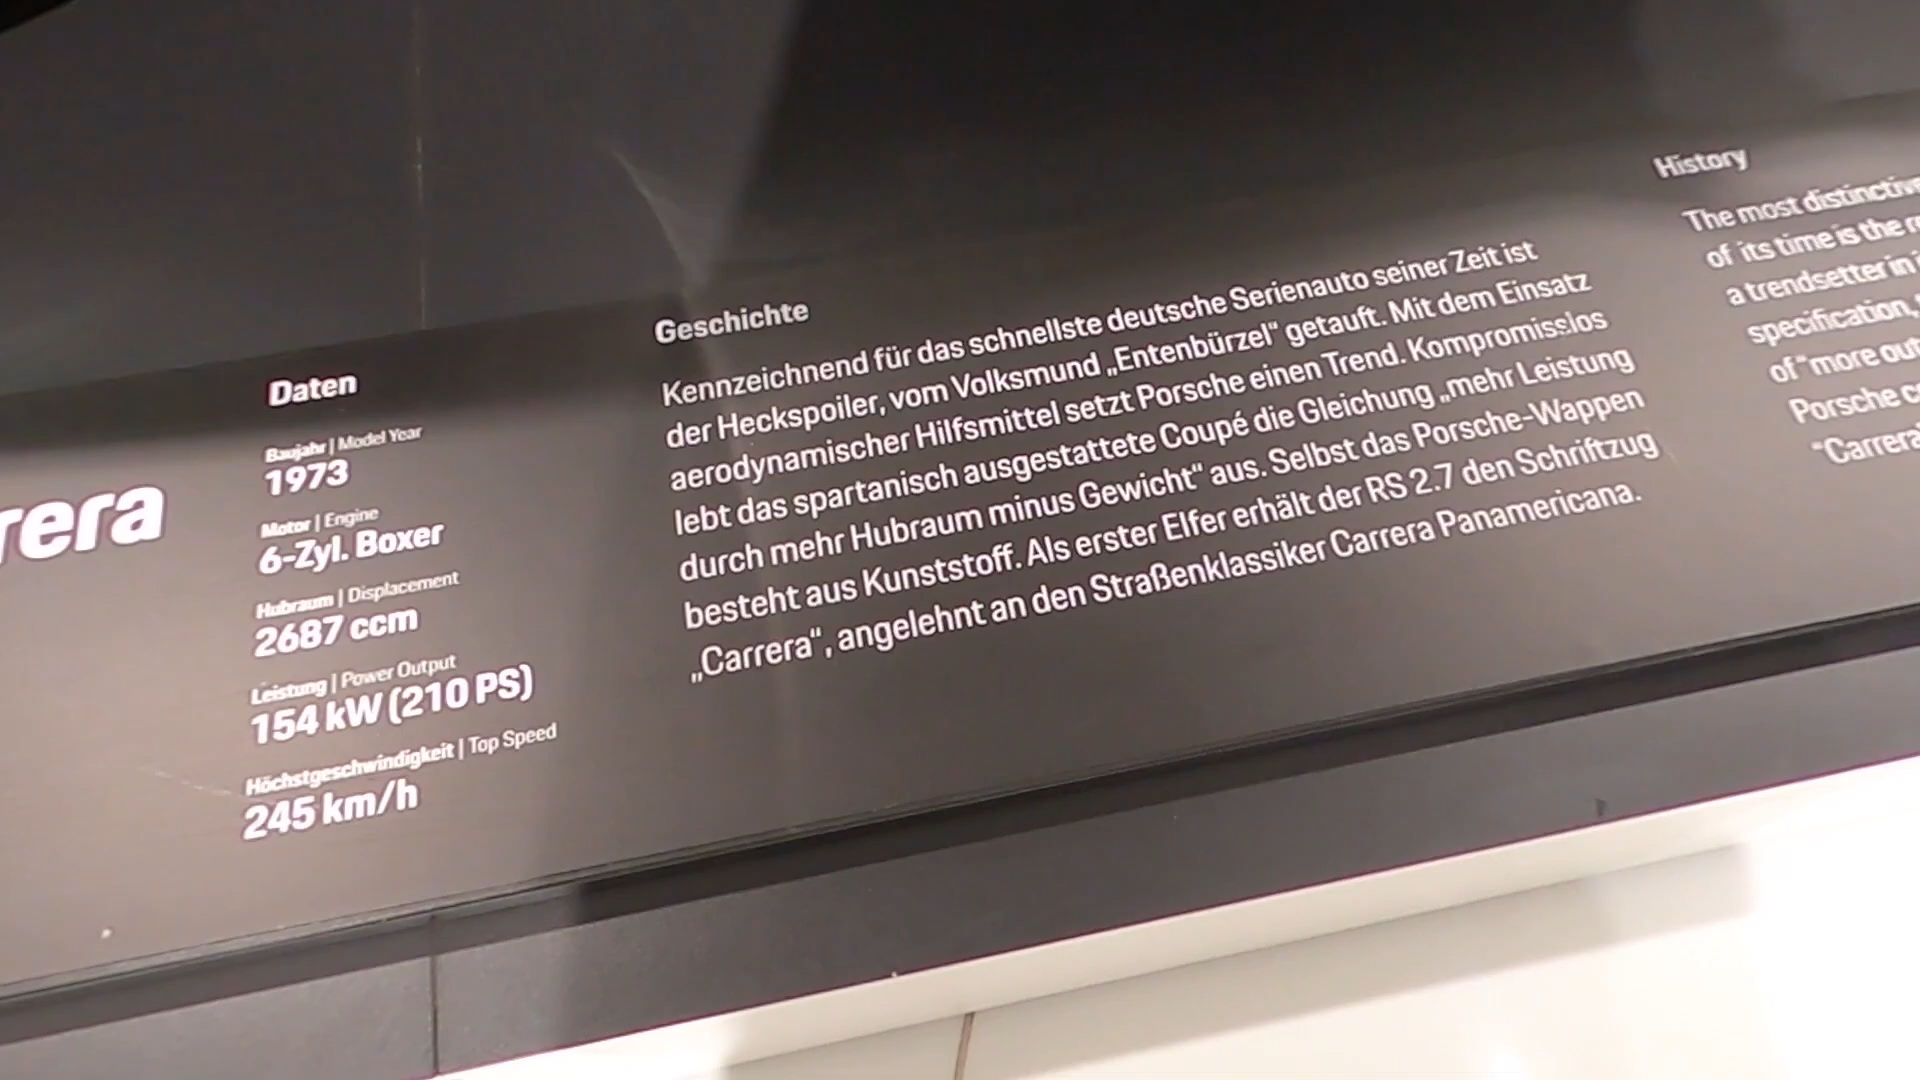 rera
Daten
Baujahr | Model Year
1973
Motor | Engine
6-Zyl. Boxer
Hubraum | Displacement
2687 ccm
Leistung | Power Output
154 kW (210 PS)
Höchstgeschwindigkeit | Top Speed
245 km/h
Geschichte
Kennzeichnend für das schnellste deutsche Serienauto seiner Zeit ist
der Heckspoiler, vom Volksmund „Entenbürzel“ getauft. Mit dem Einsatz
aerodynamischer Hilfsmittel setzt Porsche einen Trend. Kompromisslos
lebt das spartanisch ausgestattete Coupé die Gleichung „mehr Leistung
durch mehr Hubraum minus Gewicht“ aus. Selbst das Porsche-Wappen
besteht aus Kunststoff. Als erster Elfer erhält der RS 2.7 den Schriftzug
„Carrera“, angelehnt an den Straßenklassiker Carrera Panamericana.
History
The most distinctive
of its time is the
a trendsetter in
specification,
of “more
Porsche
“Carrera